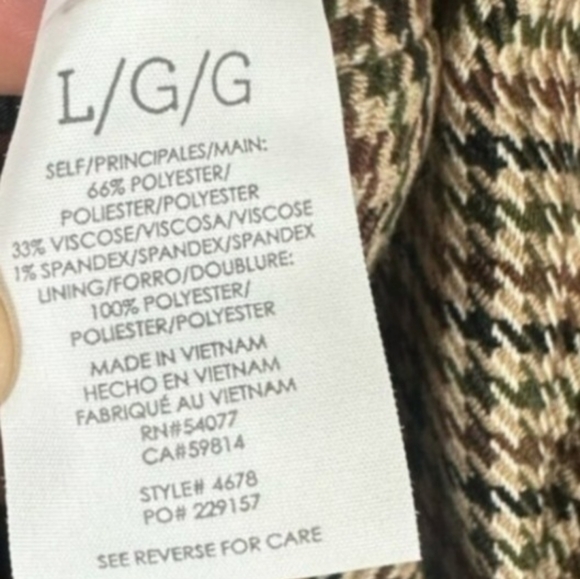 L/G/G
SELF/PRINCIPALES/MAIN:
66% POLYESTER/
POLIESTER/POLYESTER
33% VISCOSE/VISCOSA/VISCOSE
1% SPANDEX/SPANDEX/SPANDEX
LINING/FORRO/DOUBLURE:
100% POLYESTER/
POLIESTER/POLYESTER
MADE IN VIETNAM
HECHO EN VIETNAM
FABRIQUÉ AU VIETNAM
RN#54077
CA#59814
STYLE# 4678
PO# 229157
SEE REVERSE FOR CARE